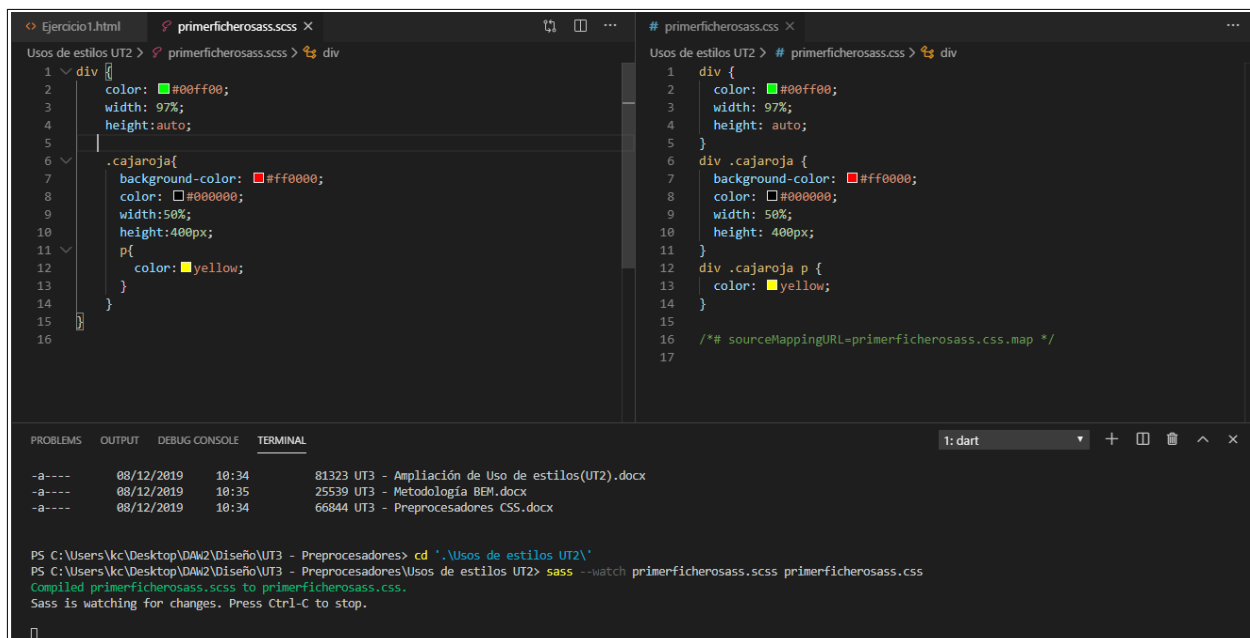 Ejercicio1.html primerficherosass.scss
Usos de estilos UT2 > primerficherosass.scss > div
1 div {
2 color: #00ff00;
3 width: 97%;
4 height:auto;
5
6 .cajaroja{
7 background-color: #ff0000;
8 color: #000000;
9 width:50%;
10 height:400px;
11 p{
12 color:yellow;
13 }
14 }
15 }
16
# primerficherosass.css
Usos de estilos UT2 > # primerficherosass.css > div
1 div {
2 color: #00ff00;
3 width: 97%;
4 height: auto;
5 }
6 div .cajaroja {
7 background-color: #ff0000;
8 color: #000000;
9 width: 50%;
10 height: 400px;
11 }
12 div .cajaroja p {
13 color: yellow;
14 }
15
16 /*# sourceMappingURL=primerficherosass.css.map */
17
PROBLEMS OUTPUT DEBUG CONSOLE TERMINAL 1: dart
-a---- 08/12/2019 10:34 81323 UT3 - Ampliación de Uso de estilos(UT2).docx
-a---- 08/12/2019 10:35 25539 UT3 - Metodología BEM.docx
-a---- 08/12/2019 10:34 66844 UT3 - Preprocesadores CSS.docx
PS C:\Users\kc\Desktop\DAW2\Diseño\UT3 - Preprocesadores> cd '.\Usos de estilos UT2\'
PS C:\Users\kc\Desktop\DAW2\Diseño\UT3 - Preprocesadores\Usos de estilos UT2> sass --watch primerficherosass.scss primerficherosass.css
Compiled primerficherosass.scss to primerficherosass.css.
Sass is watching for changes. Press Ctrl-C to stop.